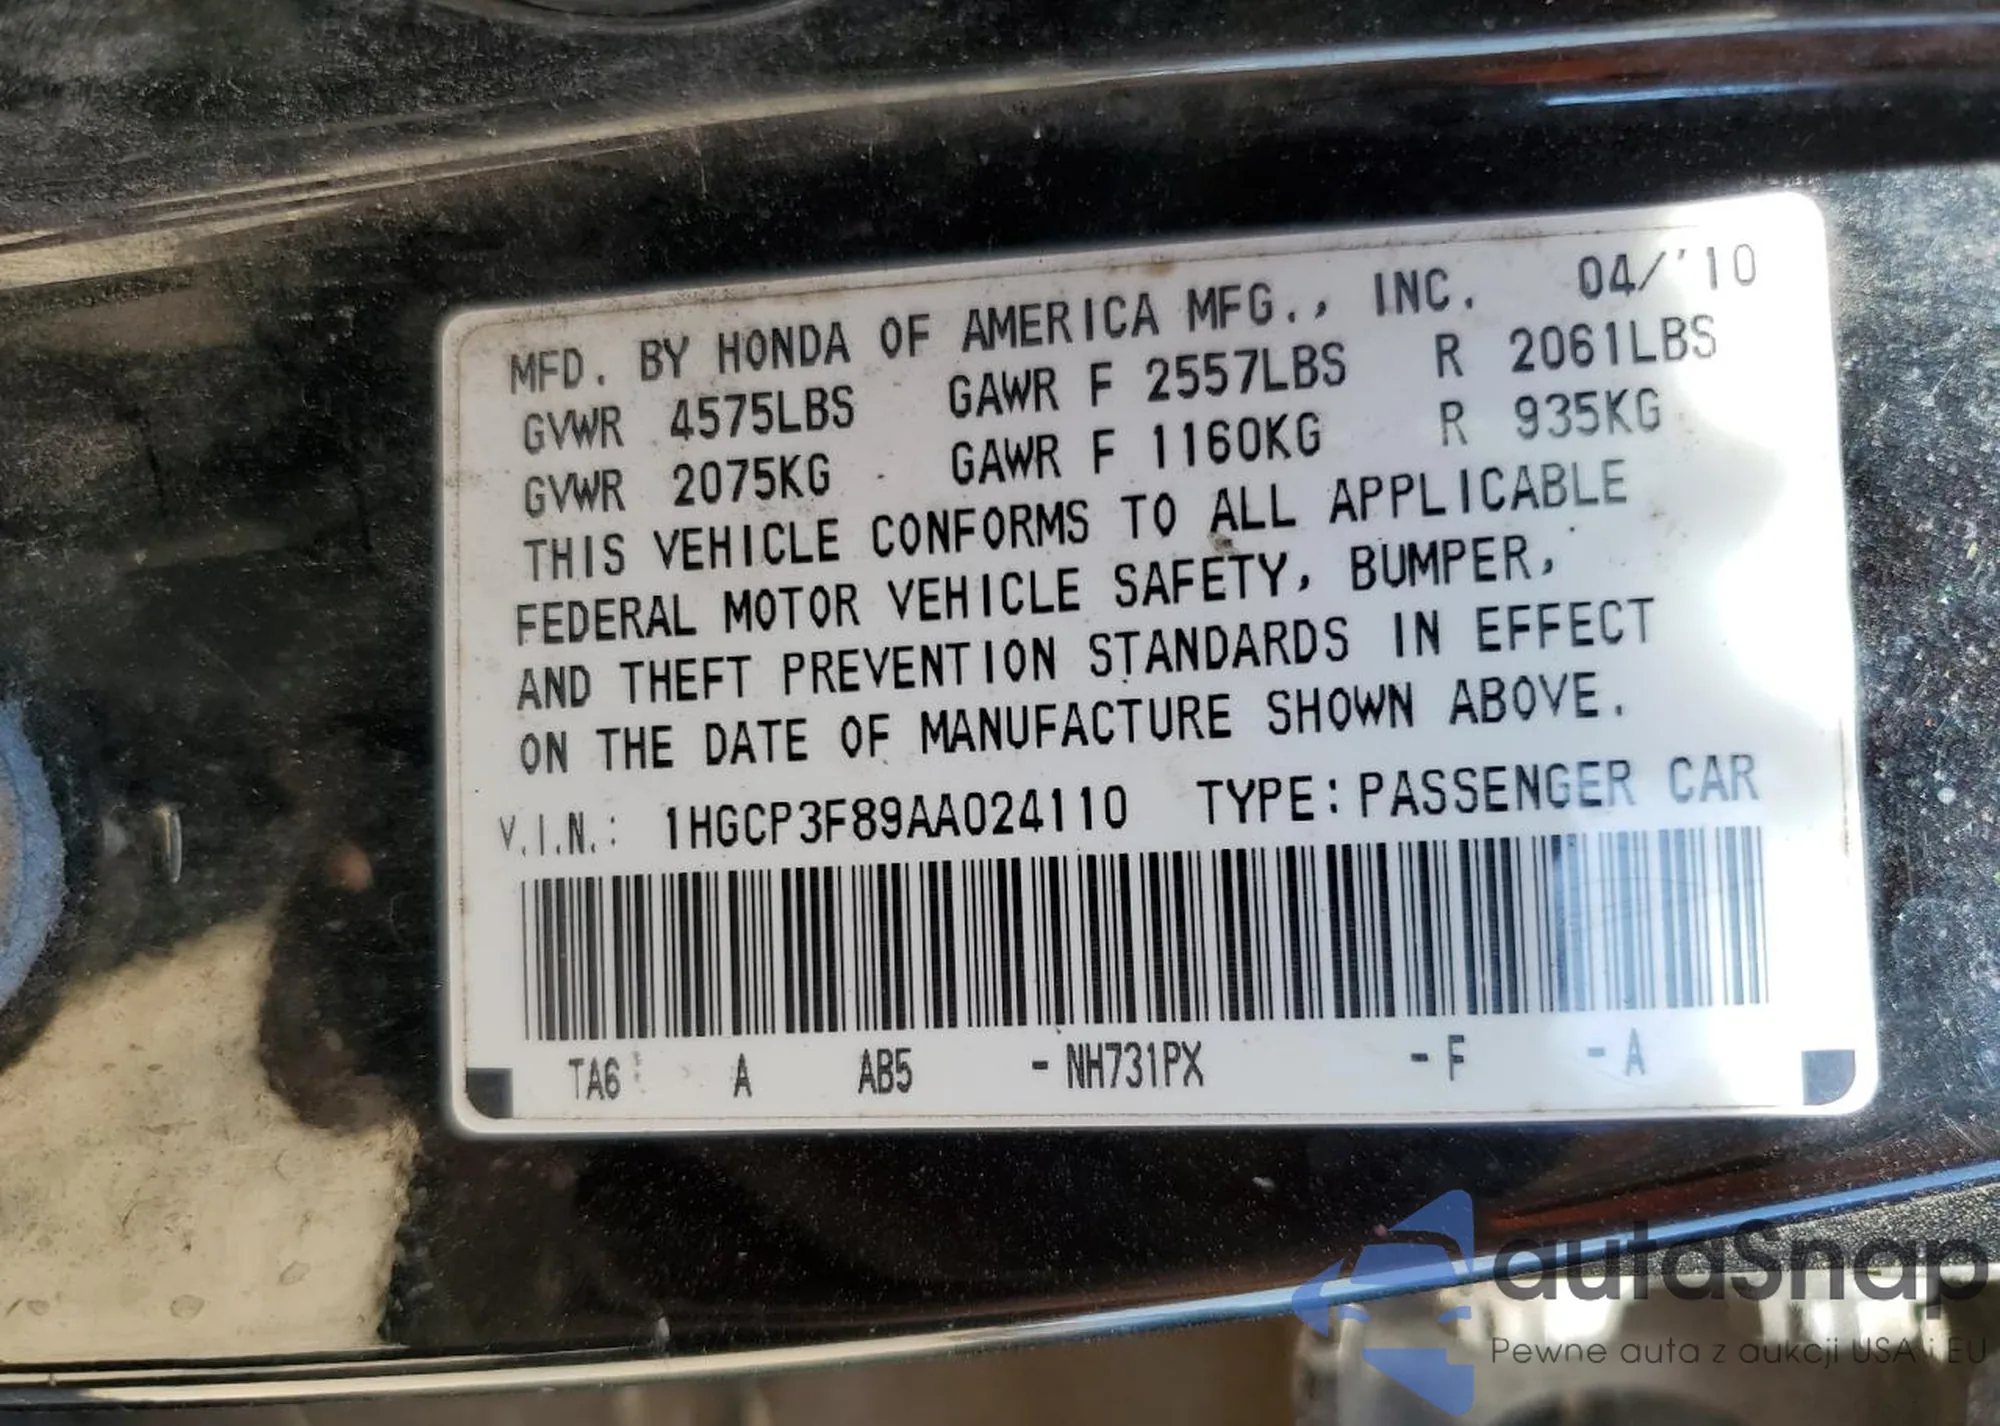 MFD. BY HONDA OF AMERICA MFG., INC. 04/'10
GVWR 4575LBS GAWR F 2557LBS R 2061LBS
GVWR 2075KG GAWR F 1160KG R 935KG
THIS VEHICLE CONFORMS TO ALL APPLICABLE
FEDERAL MOTOR VEHICLE SAFETY, BUMPER,
AND THEFT PREVENTION STANDARDS IN EFFECT
ON THE DATE OF MANUFACTURE SHOWN ABOVE.
V.I.N.: 1HGCP3F89AA024110 TYPE:PASSENGER CAR
TA6 A AB5 -NH731PX -F -A
autaSnap
Pewne auta z aukcji USA i EU